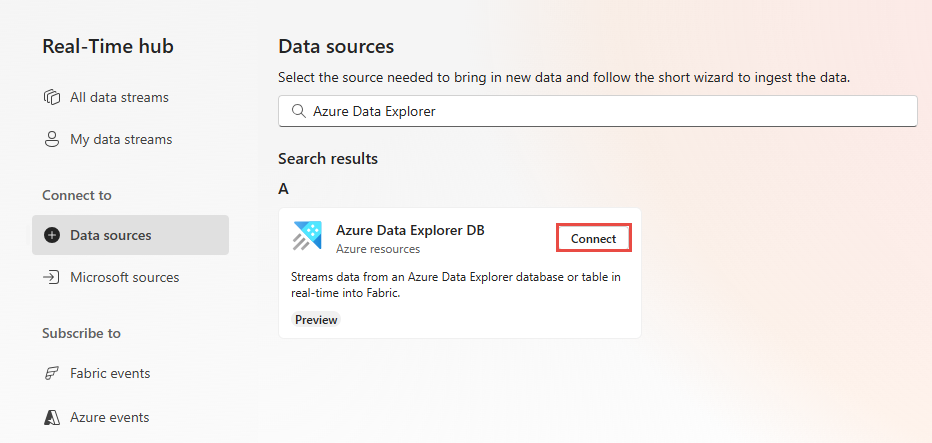 Real-Time hub
All data streams
My data streams
Connect to
Data sources
Microsoft sources
Subscribe to
Fabric events
Azure events
Data sources
Select the source needed to bring in new data and follow the short wizard to ingest the data.
Azure Data Explorer
Search results
A
Azure Data Explorer DB
Azure resources
Connect
Streams data from an Azure Data Explorer database or table in
real-time into Fabric.
Preview